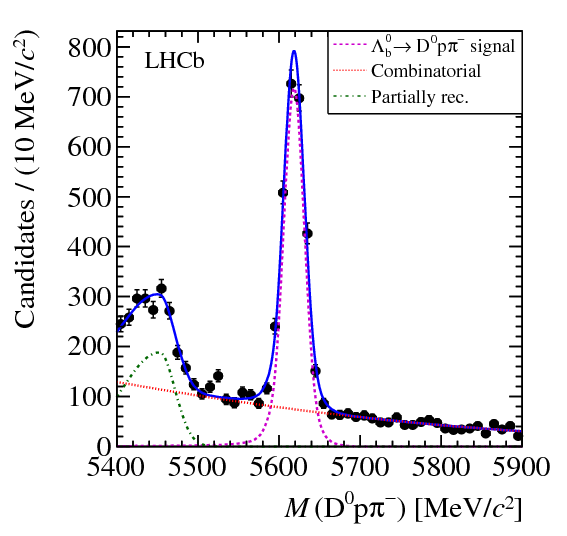 LHCb
Λ⁰b → D⁰pπ⁻ signal
Combinatorial
Partially rec.
Candidates / (10 MeV/c²)
800
700
600
500
400
300
200
100
0
5400 5500 5600 5700 5800 5900
M (D⁰pπ⁻) [MeV/c²]